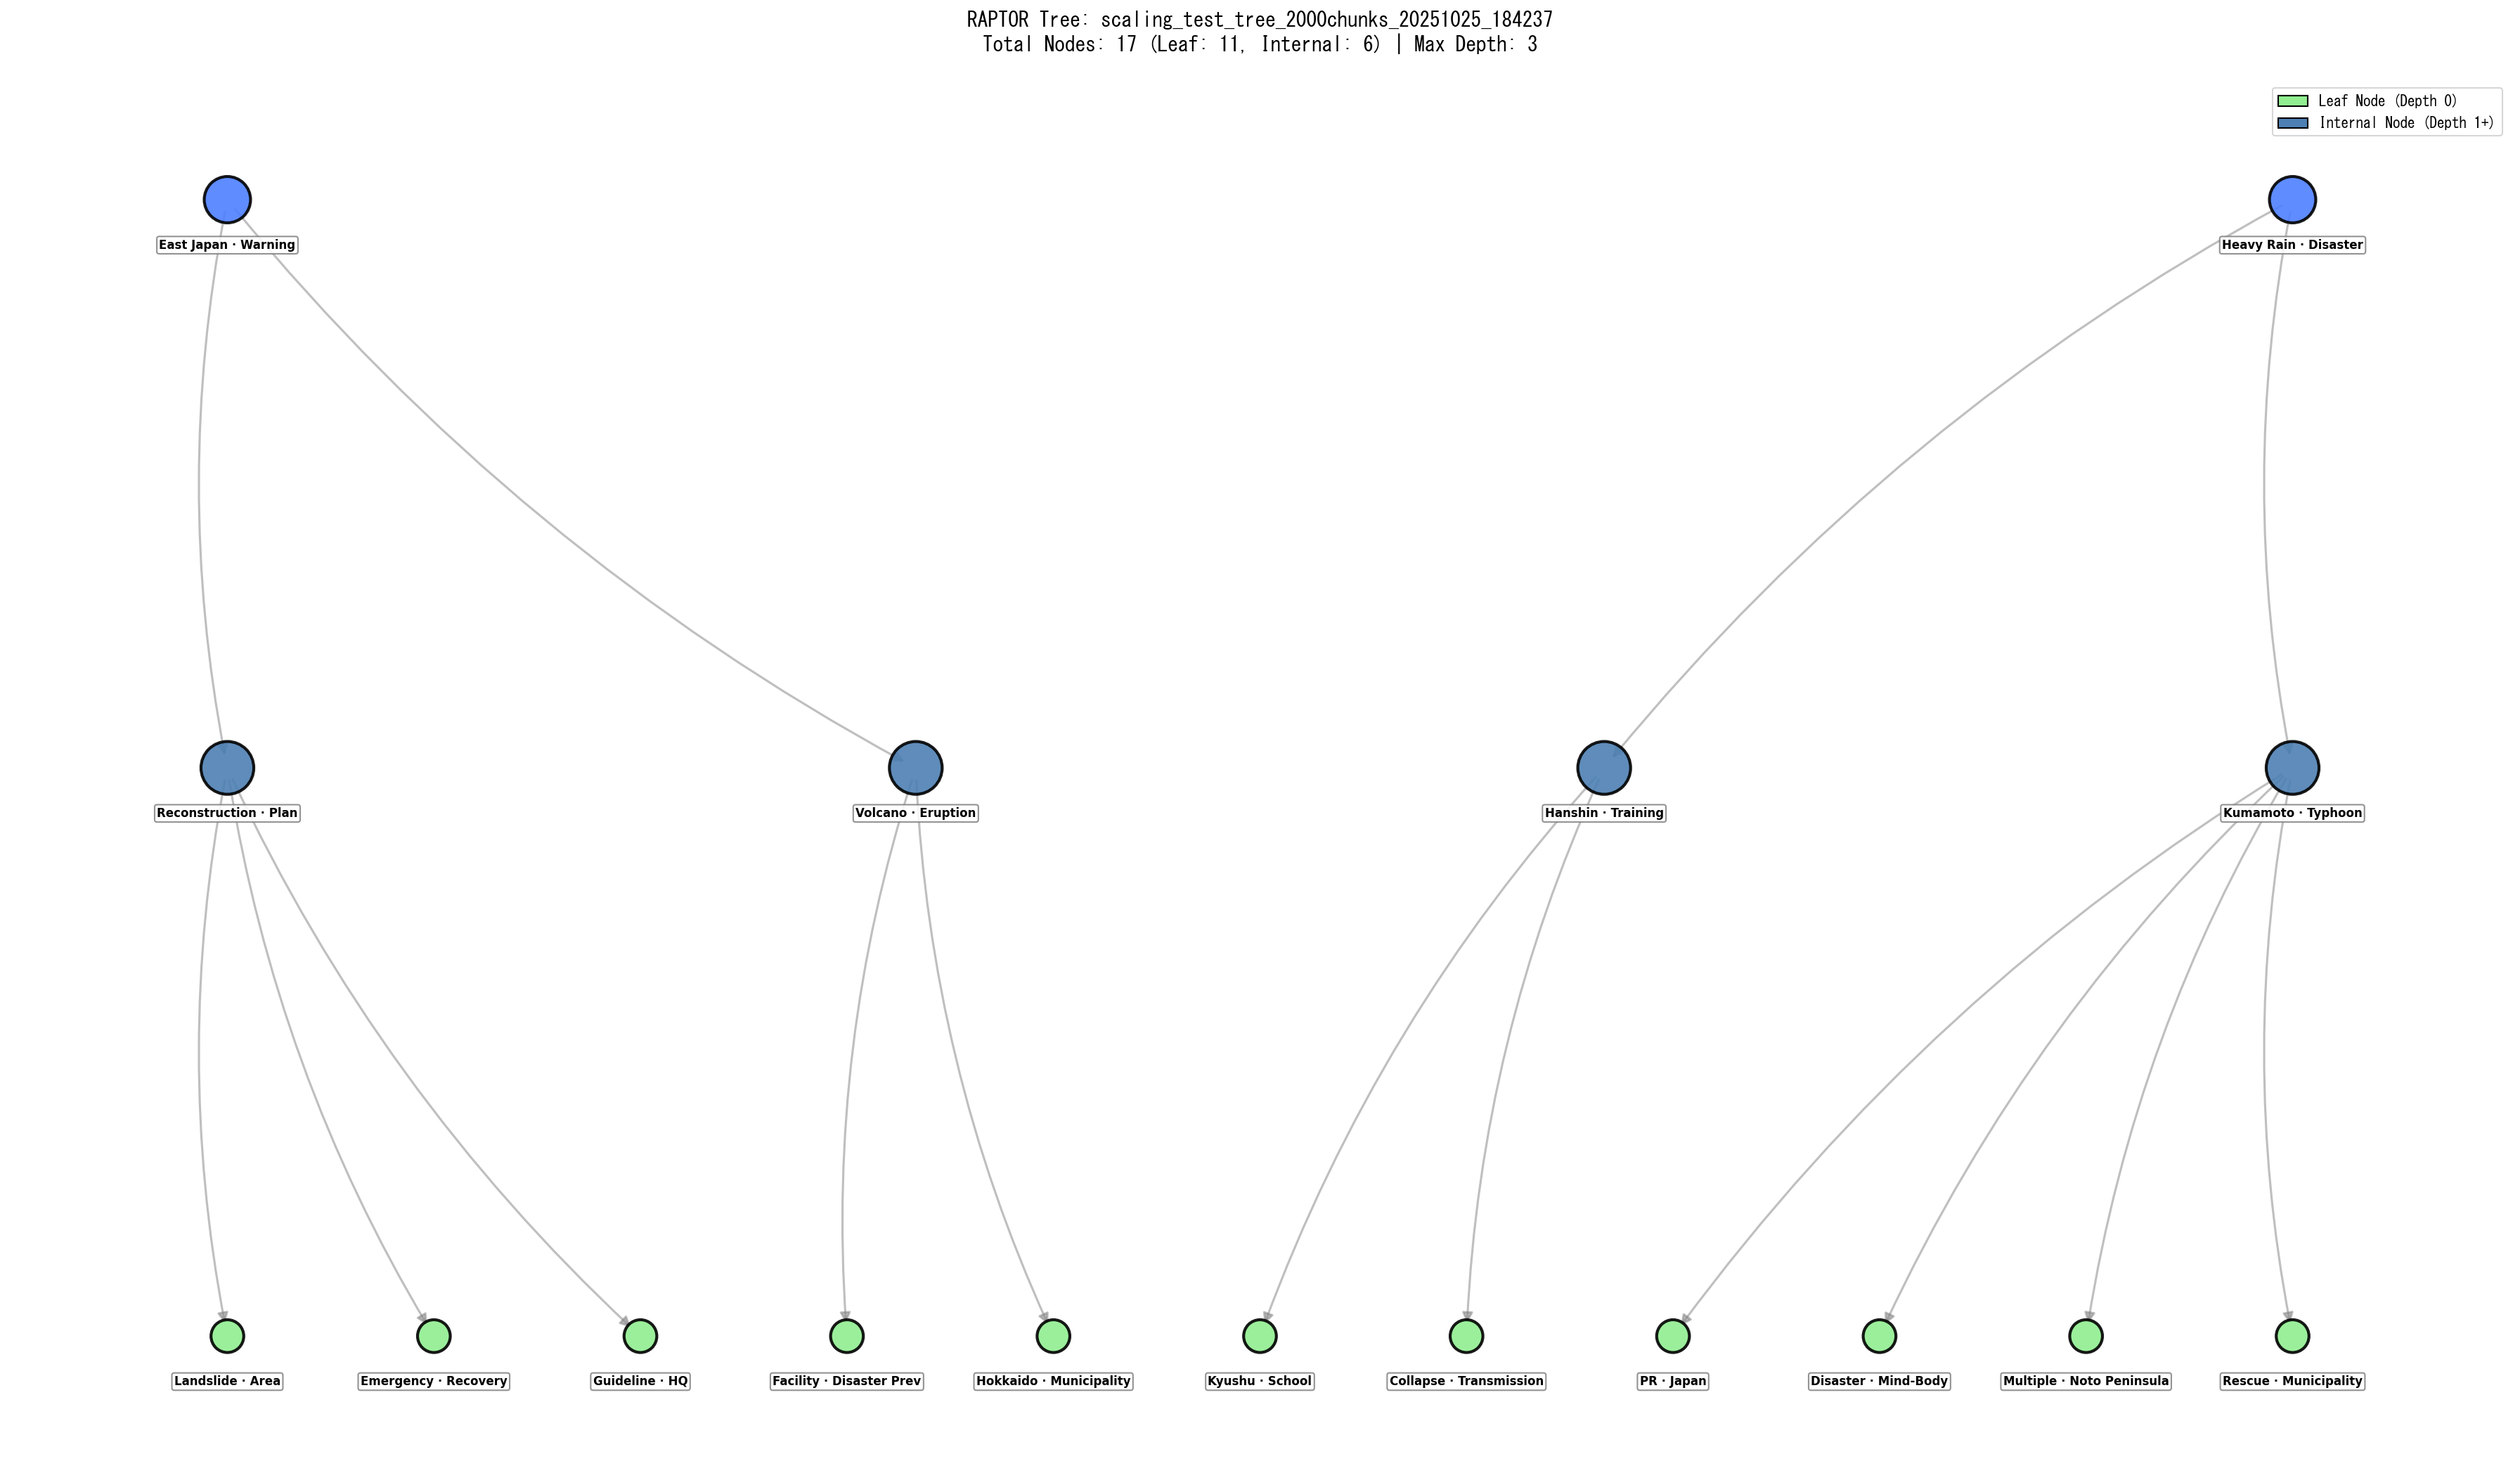 RAPTOR Tree: scaling_test_tree_2000chunks_20251025_184237
Total Nodes: 17 (Leaf: 11, Internal: 6) | Max Depth: 3
Leaf Node (Depth 0)
Internal Node (Depth 1+)
East Japan · Warning
Heavy Rain · Disaster
Reconstruction · Plan
Volcano · Eruption
Hanshin · Training
Kumamoto · Typhoon
Landslide · Area
Emergency · Recovery
Guideline · HQ
Facility · Disaster Prev
Hokkaido · Municipality
Kyushu · School
Collapse · Transmission
PR · Japan
Disaster · Mind-Body
Multiple · Noto Peninsula
Rescue · Municipality